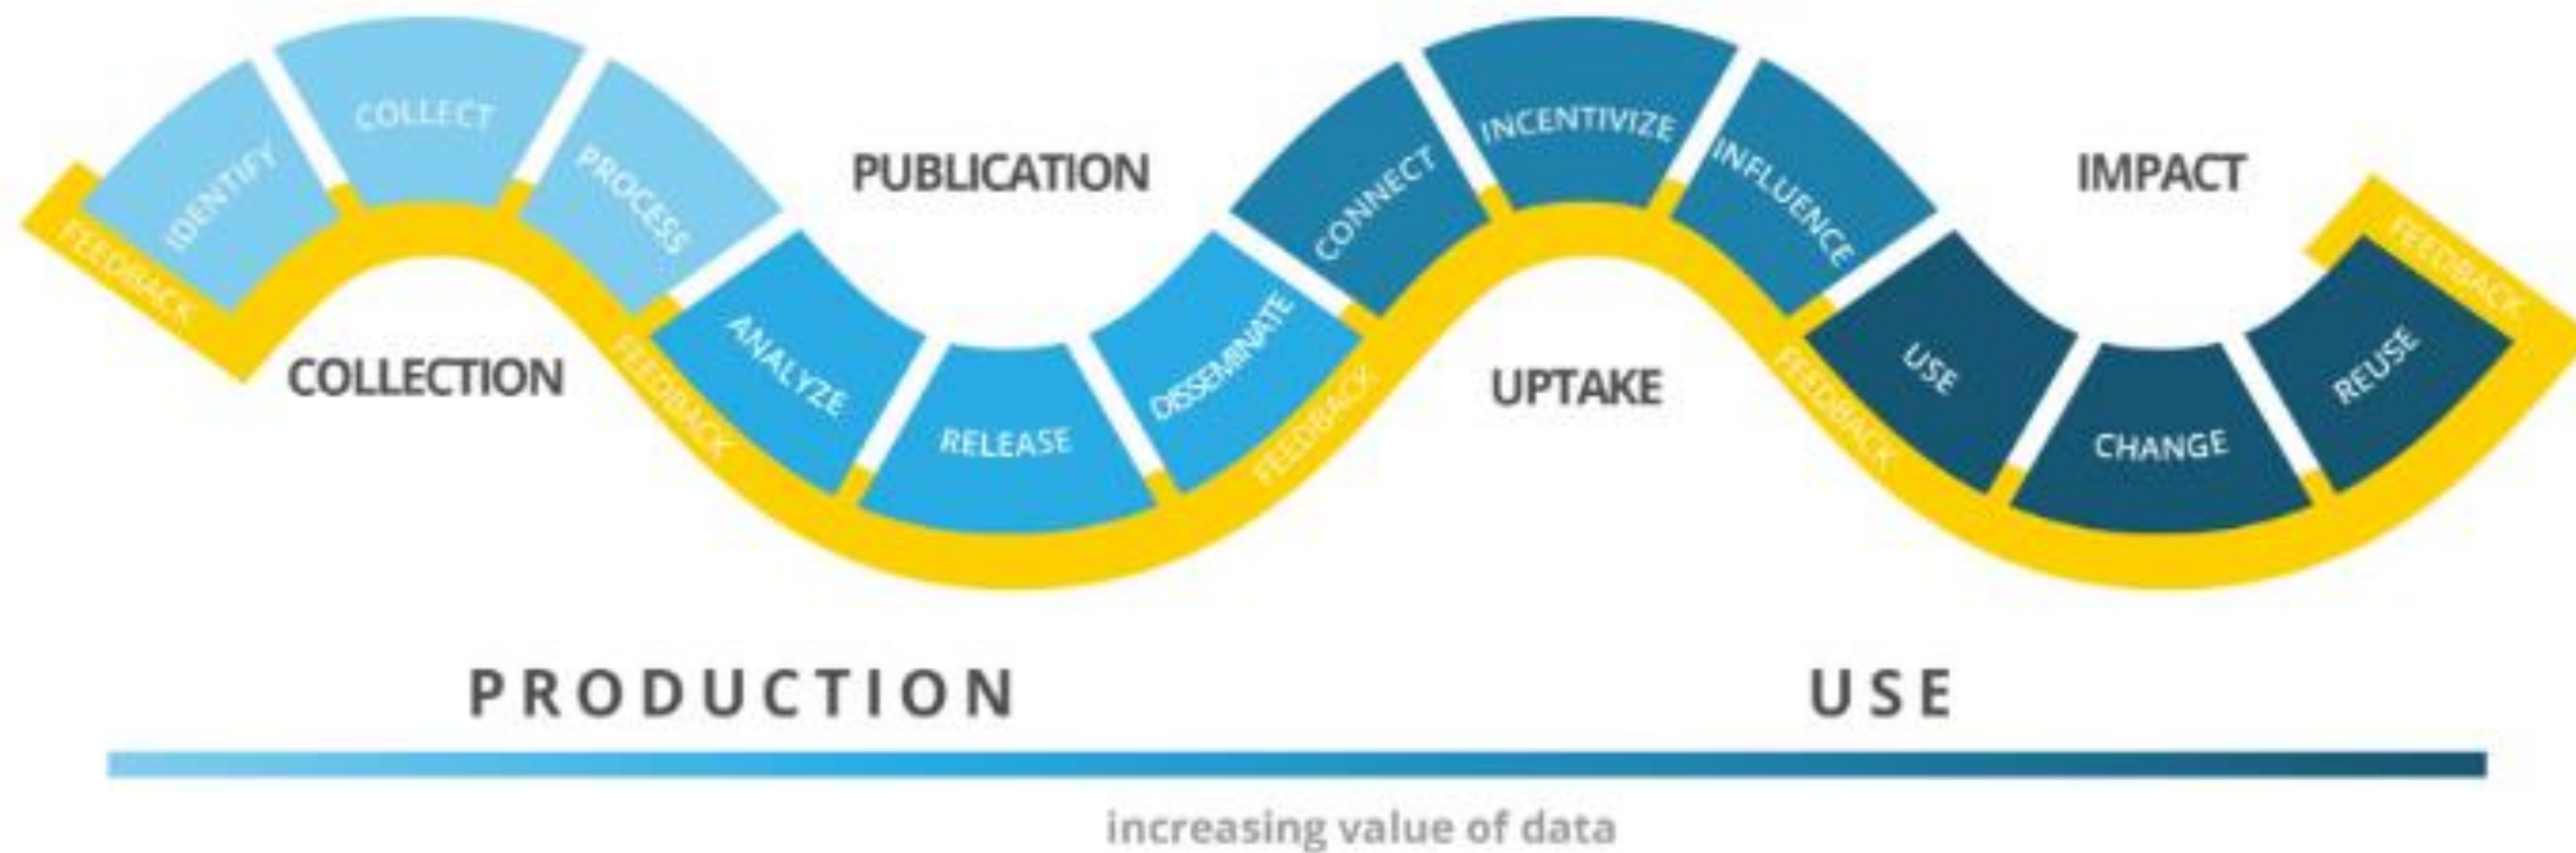 IDENTIFY
COLLECT
PROCESS
FEEDBACK
COLLECTION
PUBLICATION
FEEDBACK
ANALYZE
RELEASE
DISSEMINATE
FEEDBACK
CONNECT
INCENTIVIZE
INFLUENCE
UPTAKE
IMPACT
FEEDBACK
USE
CHANGE
REUSE
FEEDBACK
PRODUCTION
USE
increasing value of data